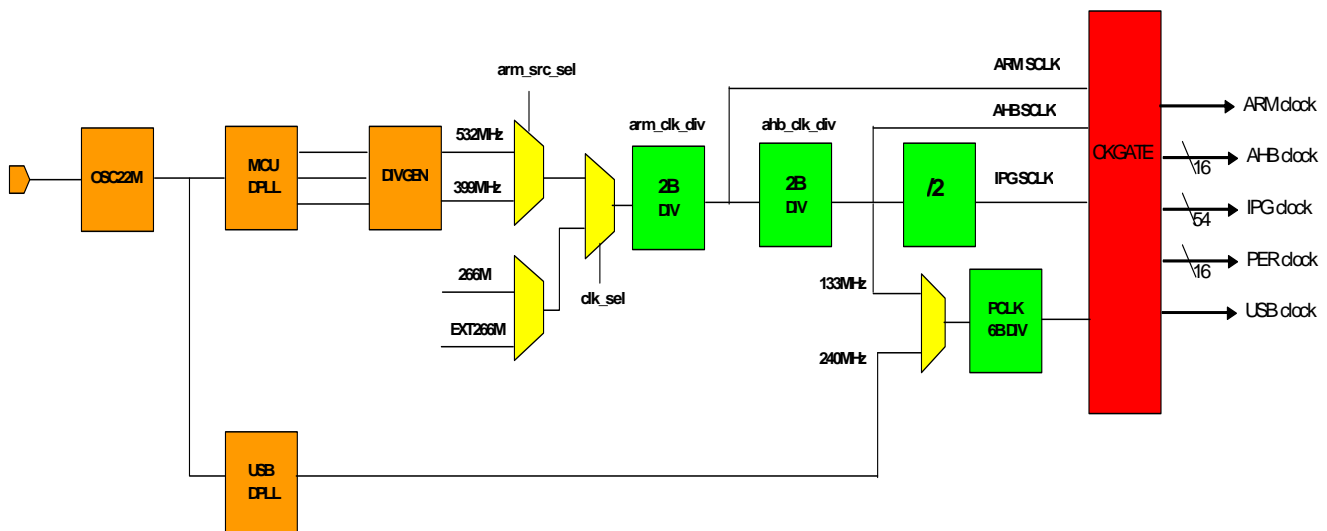 arm_src_sel
ARM SCLK
532MHz
arm_clk_div
ahb_clk_div
AHB SCLK
ARM clock
OSC22M
MCU
DPLL
DIVGEN
399MHz
2B
DIV
2B
DIV
/2
IPG SCLK
CKGATE
AHB clock
16
IPG clock
54
266M
clk_sel
133MHz
PER clock
16
EXT266M
PCLK
6B DIV
USB clock
240MHz
USB
DPLL